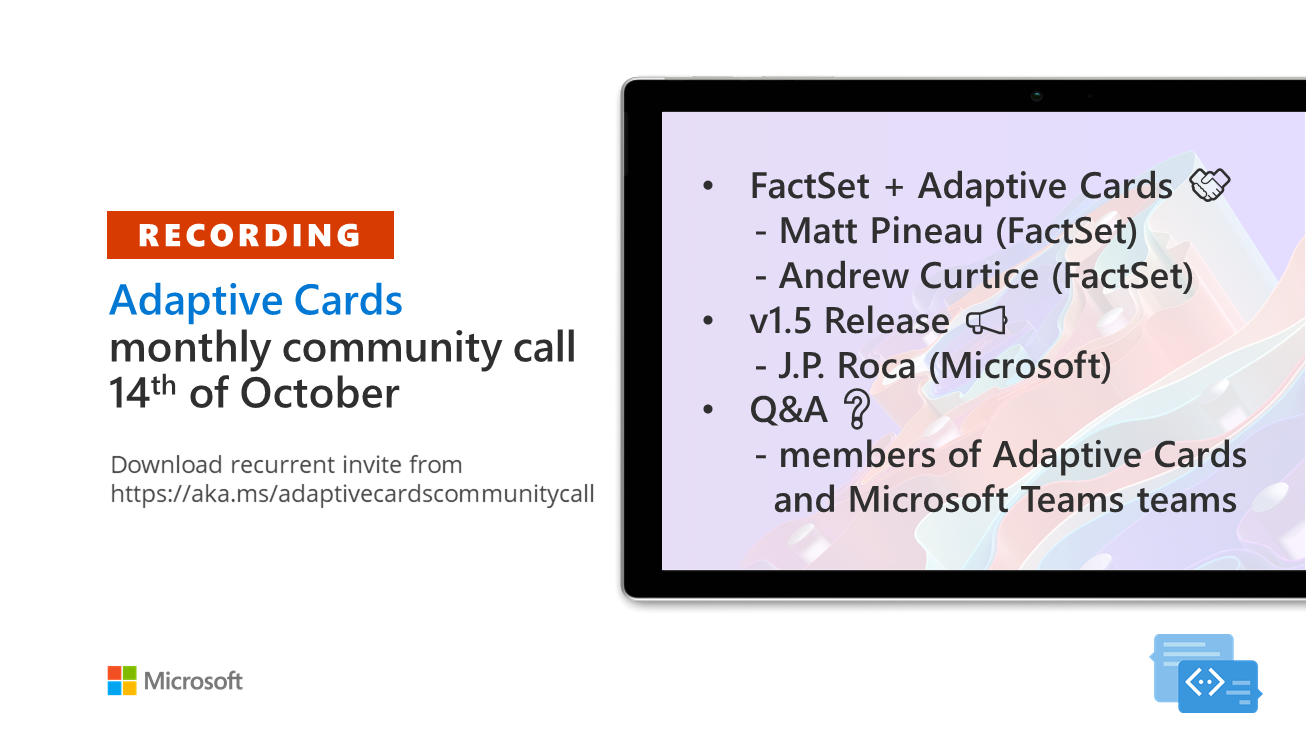 RECORDING
Adaptive Cards
monthly community call
14th of October
Download recurrent invite from
https://aka.ms/adaptivecardscommunitycall
Microsoft
• FactSet + Adaptive Cards
- Matt Pineau (FactSet)
- Andrew Curtice (FactSet)
• v1.5 Release
- J.P. Roca (Microsoft)
• Q&A
- members of Adaptive Cards
and Microsoft Teams teams